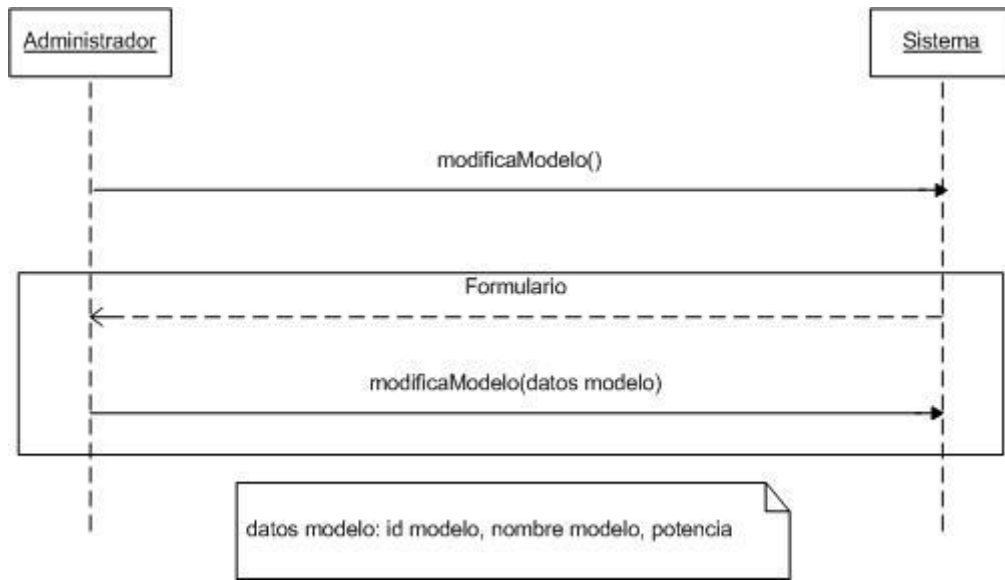 Administrador
Sistema
modificaModelo()
Formulario
modificaModelo(datos modelo)
datos modelo: id modelo, nombre modelo, potencia